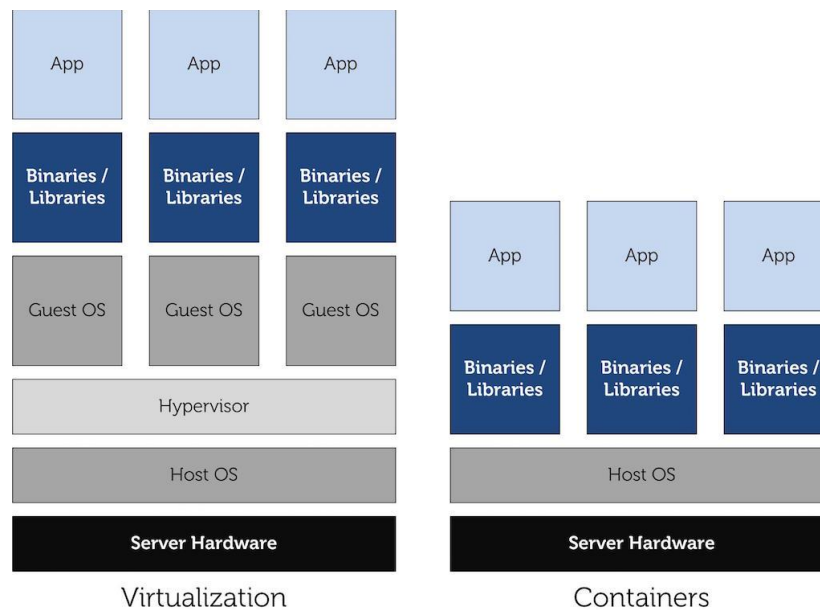 App
App
App
Binaries /
Libraries
Binaries /
Libraries
Binaries /
Libraries
Guest OS
Guest OS
Guest OS
Hypervisor
Host OS
Server Hardware
Virtualization
App
App
App
Binaries /
Libraries
Binaries /
Libraries
Binaries /
Libraries
Host OS
Server Hardware
Containers